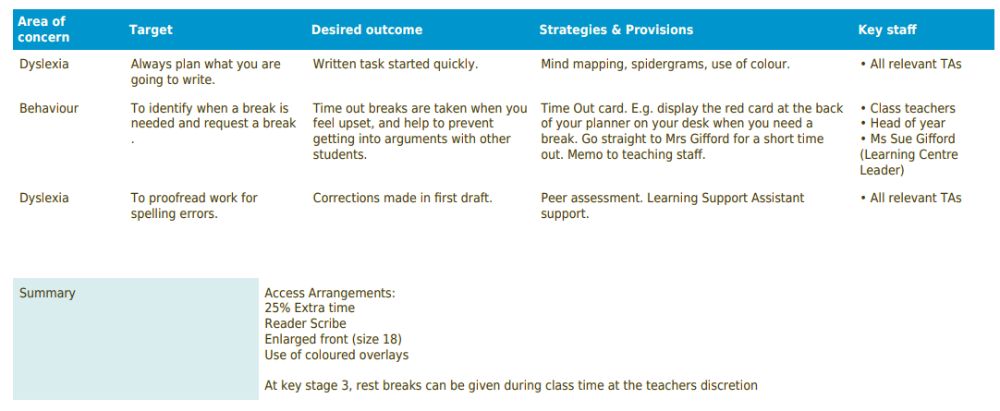 Area of concern Target Desired outcome Strategies & Provisions Key staff
Dyslexia
Always plan what you are
going to write.
Written task started quickly.
Mind mapping, spidergrams, use of colour.
• All relevant TAs
Behaviour
To identify when a break is
needed and request a break
.
Time out breaks are taken when you
feel upset, and help to prevent
getting into arguments with other
students.
Time Out card. E.g. display the red card at the back
of your planner on your desk when you need a
break. Go straight to Mrs Gifford for a short time
out. Memo to teaching staff.
• Class teachers
• Head of year
• Ms Sue Gifford
(Learning Centre
Leader)
Dyslexia
To proofread work for
spelling errors.
Corrections made in first draft.
Peer assessment. Learning Support Assistant
support.
• All relevant TAs
Summary
Access Arrangements:
25% Extra time
Reader Scribe
Enlarged front (size 18)
Use of coloured overlays
At key stage 3, rest breaks can be given during class time at the teachers discretion